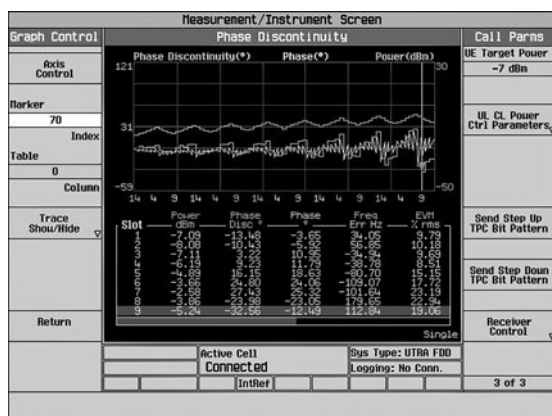 Measurement/Instrument Screen
Graph Control
Phase Discontinuity
Call Parms
Axis
Control
Marker
70
Index
Table
0
Column
Trace
Show/Hide
Return
Phase Discontinuity(°) Phase(°) Power(dBm)
121 30
31
-59 -50
14 4 9 14 4 9 14 4 9 14 4 9 14 4 9
Slot Power dBm Phase Disc ° Phase ° Freq Err Hz EVM % rms
1 -7.09 -13.48 -3.65 34.05 9.79
2 -8.08 -10.43 -5.92 56.85 10.18
3 -7.11 3.22 10.95 -34.94 9.69
4 -6.19 9.23 11.79 -38.78 8.51
5 -4.89 16.15 18.63 -80.70 15.15
6 -3.66 24.80 24.06 -109.07 17.72
7 -2.58 27.43 25.32 -101.64 23.19
8 -3.86 -23.98 -23.05 179.65 22.94
9 -5.24 -32.56 -12.49 112.84 19.06
Single
UE Target Power
-7 dBm
UL CL Power
Ctrl Parameters
Send Step Up
TPC Bit Pattern
Send Step Down
TPC Bit Pattern
Receiver
Control
Active Cell
Connected
Sys Type: UTRA FDD
Logging: No Conn.
IntRef
3 of 3